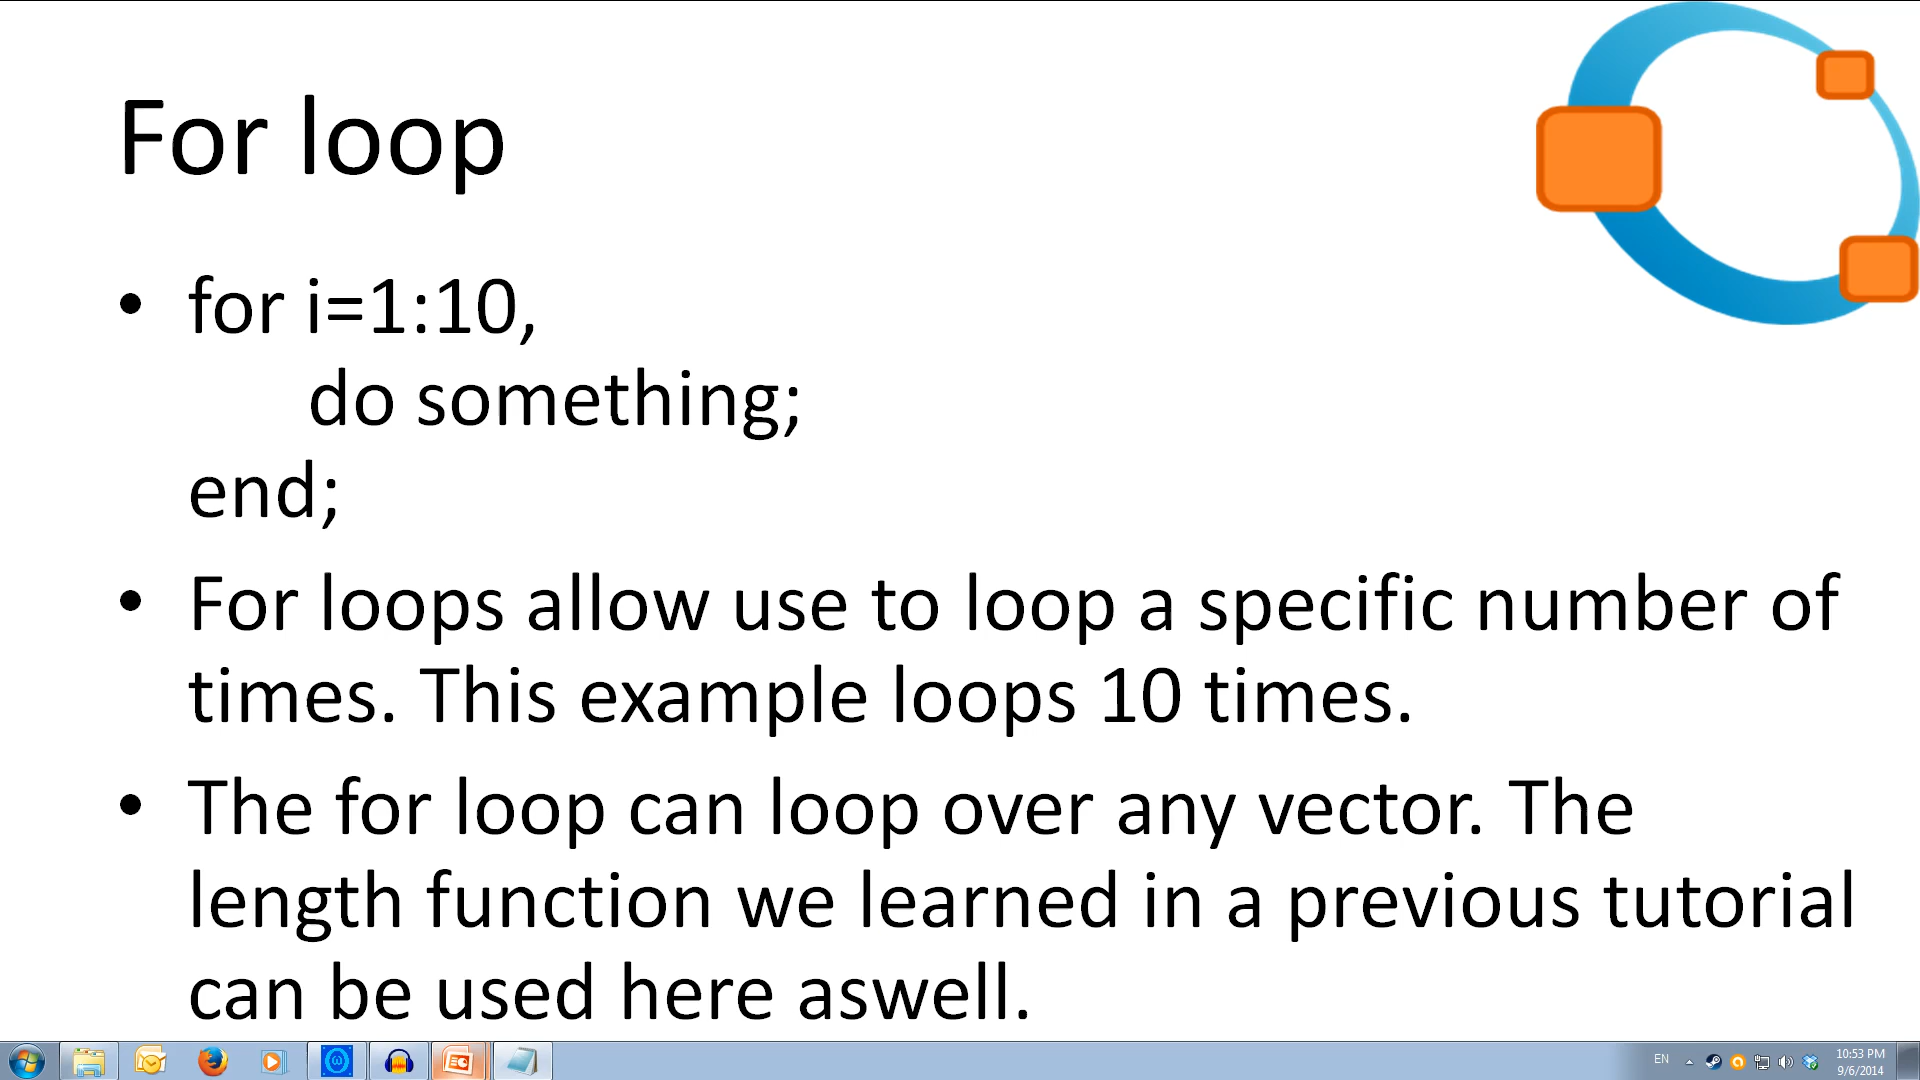 For loop
• for i=1:10,
do something;
end;
• For loops allow use to loop a specific number of
times. This example loops 10 times.
• The for loop can loop over any vector. The
length function we learned in a previous tutorial
can be used here aswell.
EN
10:53 PM
9/6/2014